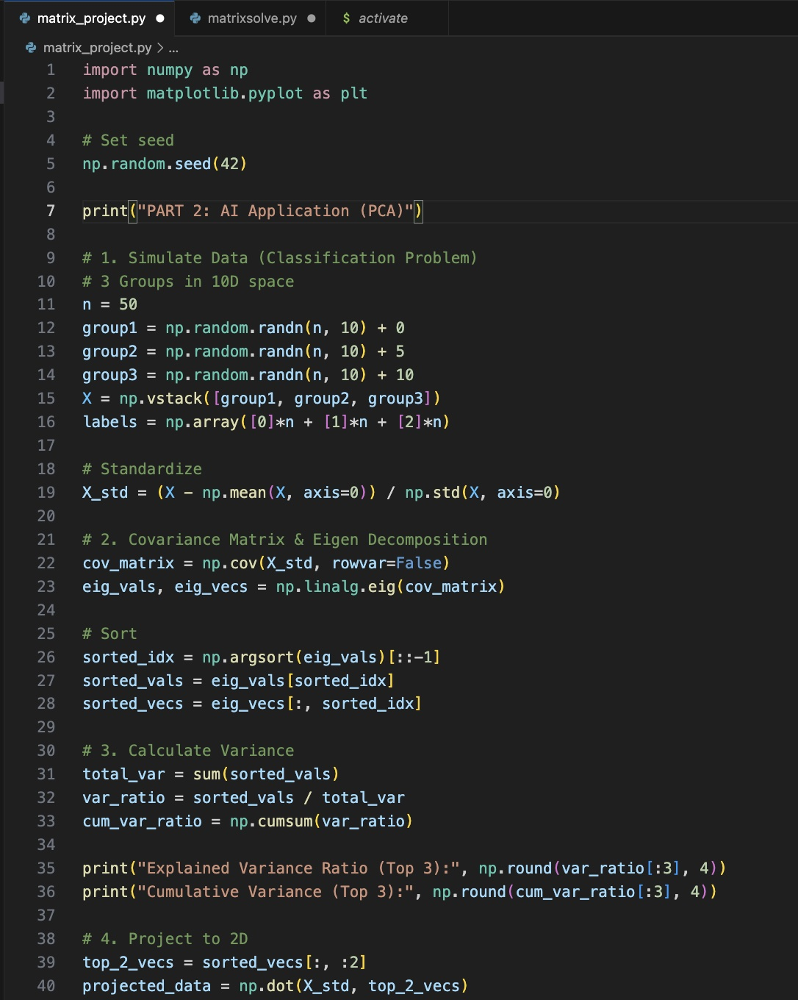 matrix_project.py ● matrixsolve.py ● $ activate
matrix_project.py > ...
1 import numpy as np
2 import matplotlib.pyplot as plt
3
4 # Set seed
5 np.random.seed(42)
6
7 print("PART 2: AI Application (PCA)")
8
9 # 1. Simulate Data (Classification Problem)
10 # 3 Groups in 10D space
11 n = 50
12 group1 = np.random.randn(n, 10) + 0
13 group2 = np.random.randn(n, 10) + 5
14 group3 = np.random.randn(n, 10) + 10
15 X = np.vstack([group1, group2, group3])
16 labels = np.array([0]*n + [1]*n + [2]*n)
17
18 # Standardize
19 X_std = (X - np.mean(X, axis=0)) / np.std(X, axis=0)
20
21 # 2. Covariance Matrix & Eigen Decomposition
22 cov_matrix = np.cov(X_std, rowvar=False)
23 eig_vals, eig_vecs = np.linalg.eig(cov_matrix)
24
25 # Sort
26 sorted_idx = np.argsort(eig_vals)[::-1]
27 sorted_vals = eig_vals[sorted_idx]
28 sorted_vecs = eig_vecs[:, sorted_idx]
29
30 # 3. Calculate Variance
31 total_var = sum(sorted_vals)
32 var_ratio = sorted_vals / total_var
33 cum_var_ratio = np.cumsum(var_ratio)
34
35 print("Explained Variance Ratio (Top 3):", np.round(var_ratio[:3], 4))
36 print("Cumulative Variance (Top 3):", np.round(cum_var_ratio[:3], 4))
37
38 # 4. Project to 2D
39 top_2_vecs = sorted_vecs[:, :2]
40 projected_data = np.dot(X_std, top_2_vecs)